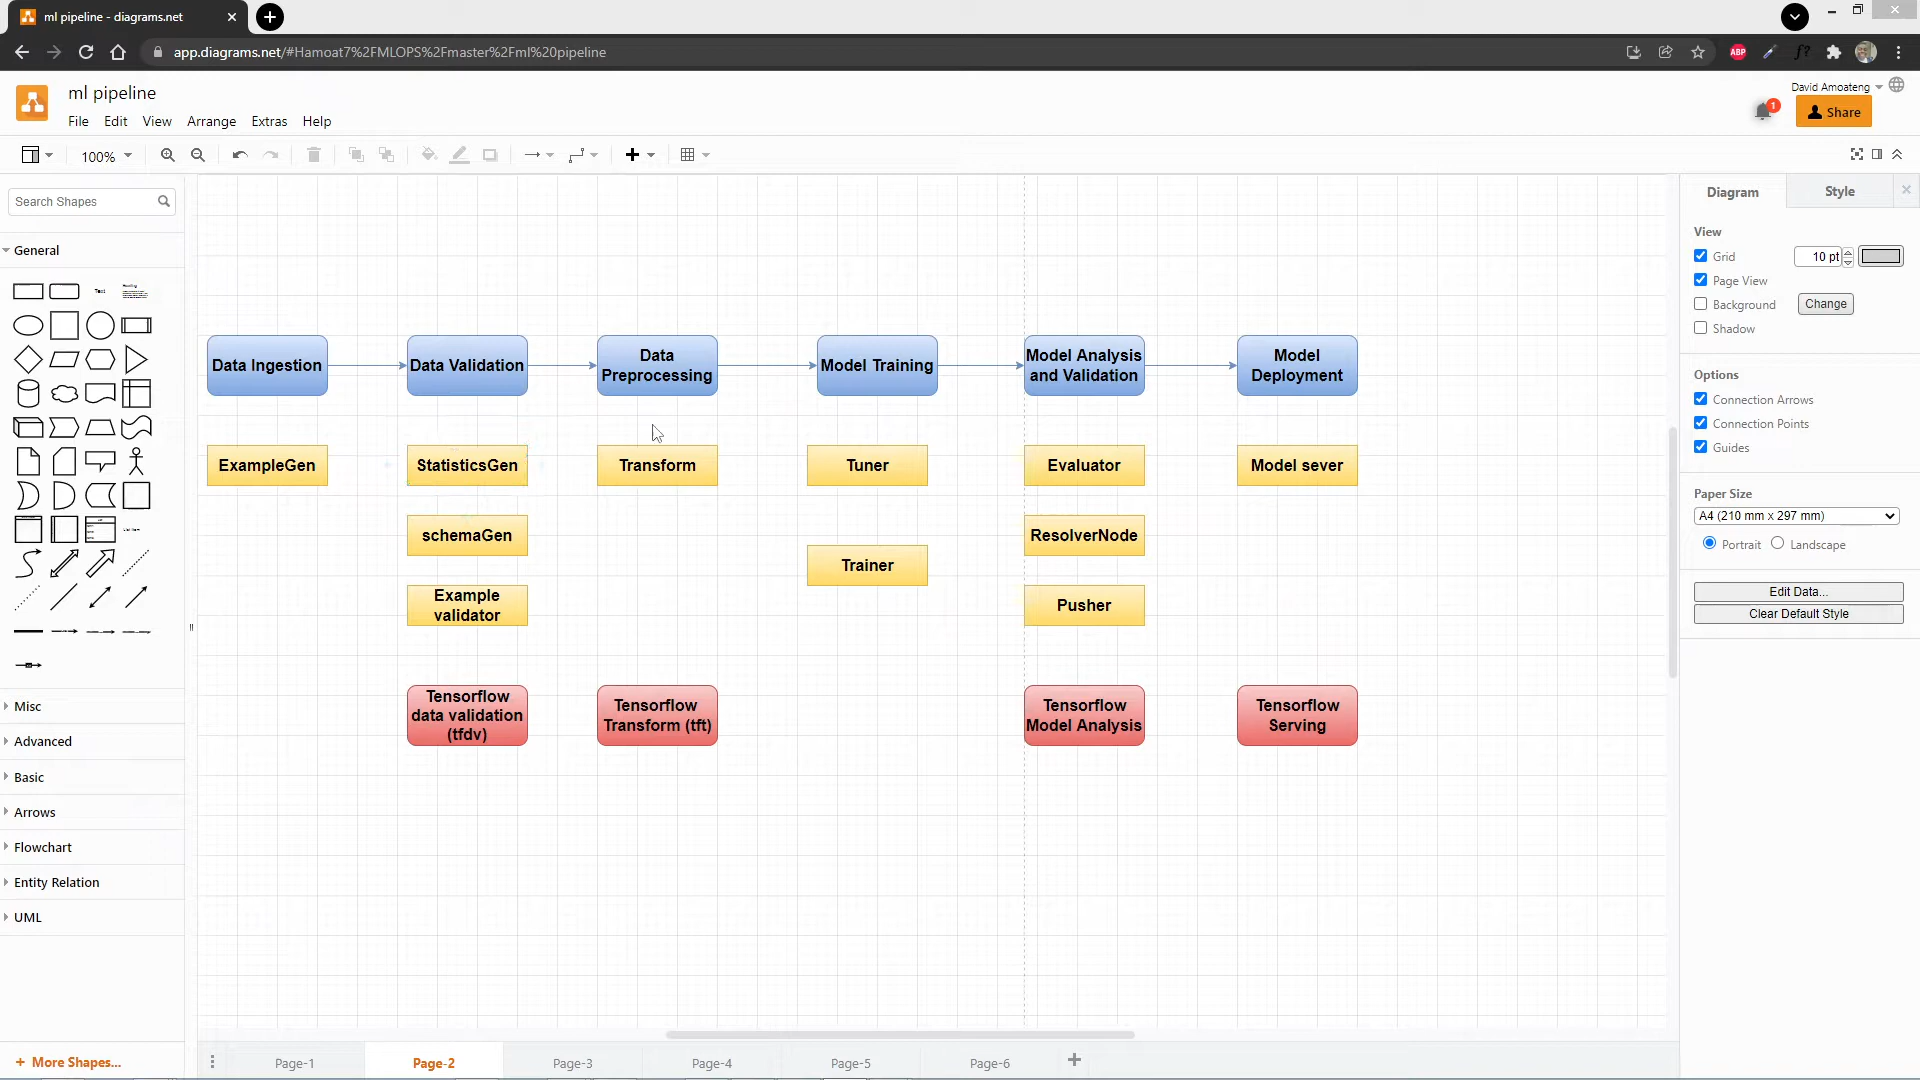 ml pipeline - diagrams.net
app.diagrams.net/#Hamoat7%2FMLOPS%2Fmaster%2Fml%20pipeline
ABP
f?
ml pipeline
David Amoateng
1
Share
File Edit View Arrange Extras Help
100%
Search Shapes
General
Text
Heading
List Item
Misc
Advanced
Basic
Arrows
Flowchart
Entity Relation
UML
+ More Shapes...
Data Ingestion
Data Validation
Data
Preprocessing
Model Training
Model Analysis
and Validation
Model
Deployment
ExampleGen
StatisticsGen
Transform
Tuner
Evaluator
Model sever
schemaGen
ResolverNode
Trainer
Example
validator
Pusher
Tensorflow
data validation
(tfdv)
Tensorflow
Transform (tft)
Tensorflow
Model Analysis
Tensorflow
Serving
Diagram
Style
View
Grid
10 pt
Page View
Background
Change
Shadow
Options
Connection Arrows
Connection Points
Guides
Paper Size
A4 (210 mm x 297 mm)
Portrait
Landscape
Edit Data...
Clear Default Style
Page-1
Page-2
Page-3
Page-4
Page-5
Page-6